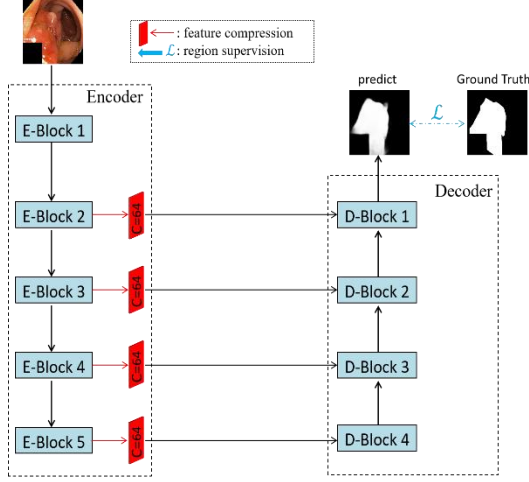 : feature compression
ℒ: region supervision
predict
Ground Truth
ℒ
Encoder
Decoder
E-Block 1
E-Block 2
C=64
D-Block 1
E-Block 3
C=64
D-Block 2
E-Block 4
C=64
D-Block 3
E-Block 5
C=64
D-Block 4